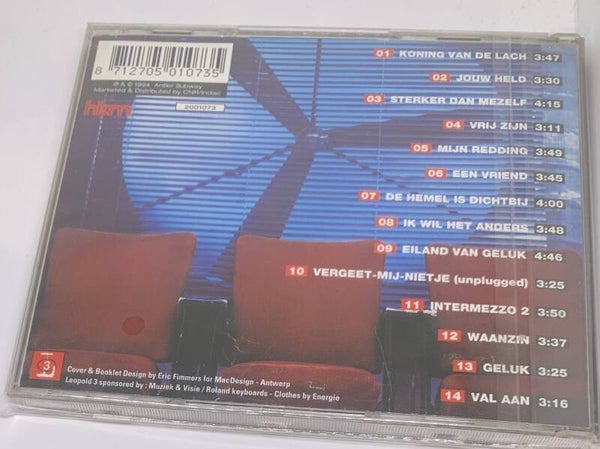 8 712705 010735
℗ & © 1994 Antler Subway
Marketed & Distributed by CNR/Indisc
hkm
2001073
01 KONING VAN DE LACH 3:47
02 JOUW HELD 3:30
03 STERKER DAN MEZELF 4:15
04 VRIJ ZIJN 3:11
05 MIJN REDDING 3:49
06 EEN VRIEND 3:45
07 DE HEMEL IS DICHTBIJ 4:00
08 IK WIL HET ANDERS 3:48
09 EILAND VAN GELUK 4:46
10 VERGEET-MIJ-NIETJE (unplugged) 3:25
11 INTERMEZZO 2 3:50
12 WAANZIN 3:37
13 GELUK 3:25
14 VAL AAN 3:16
3
Cover & Booklet Design by Eric Fimmers for MacDesign - Antwerp
Leopold 3 sponsored by : Muziek & Visie / Roland keyboards - Clothes by Energie